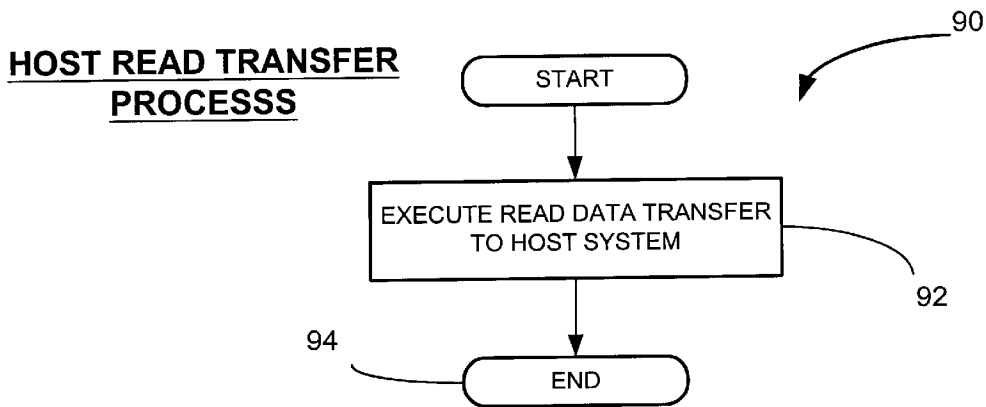 HOST READ TRANSFER
PROCESSS
90
START
EXECUTE READ DATA TRANSFER
TO HOST SYSTEM
92
94
END